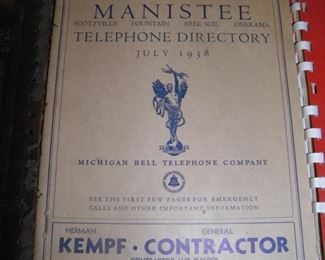 MANISTEE
SCOTTVILLE FOUNTAIN FREE SOIL ONEKAMA
TELEPHONE DIRECTORY
JULY 1938
MICHIGAN BELL TELEPHONE COMPANY
SEE THE FIRST FEW PAGES FOR EMERGENCY
CALLS AND OTHER IMPORTANT INFORMATION
HERMAN GENERAL
KEMPF · CONTRACTOR